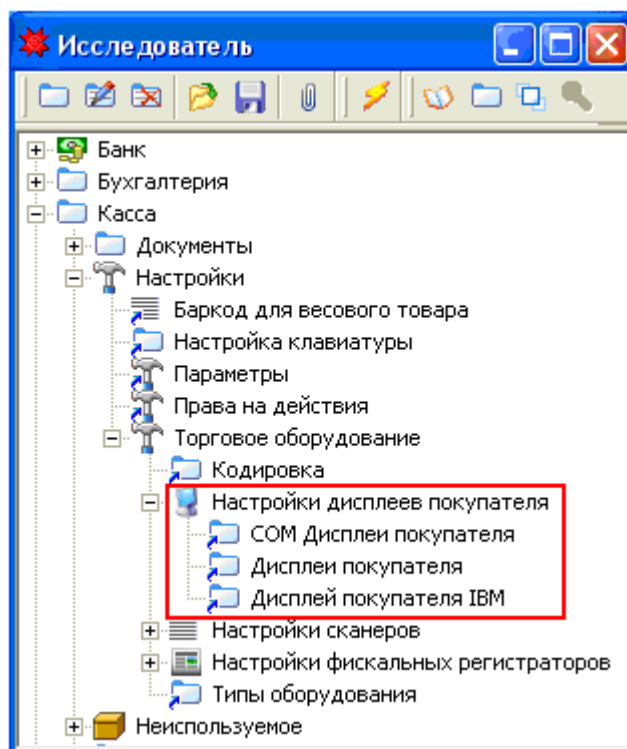 Исследователь
Банк
Бухгалтерия
Касса
Документы
Настройки
Баркод для весового товара
Настройка клавиатуры
Параметры
Права на действия
Торговое оборудование
Кодировка
Настройки дисплеев покупателя
COM Дисплеи покупателя
Дисплеи покупателя
Дисплей покупателя IBM
Настройки сканеров
Настройки фискальных регистраторов
Типы оборудования
Неиспользуемое